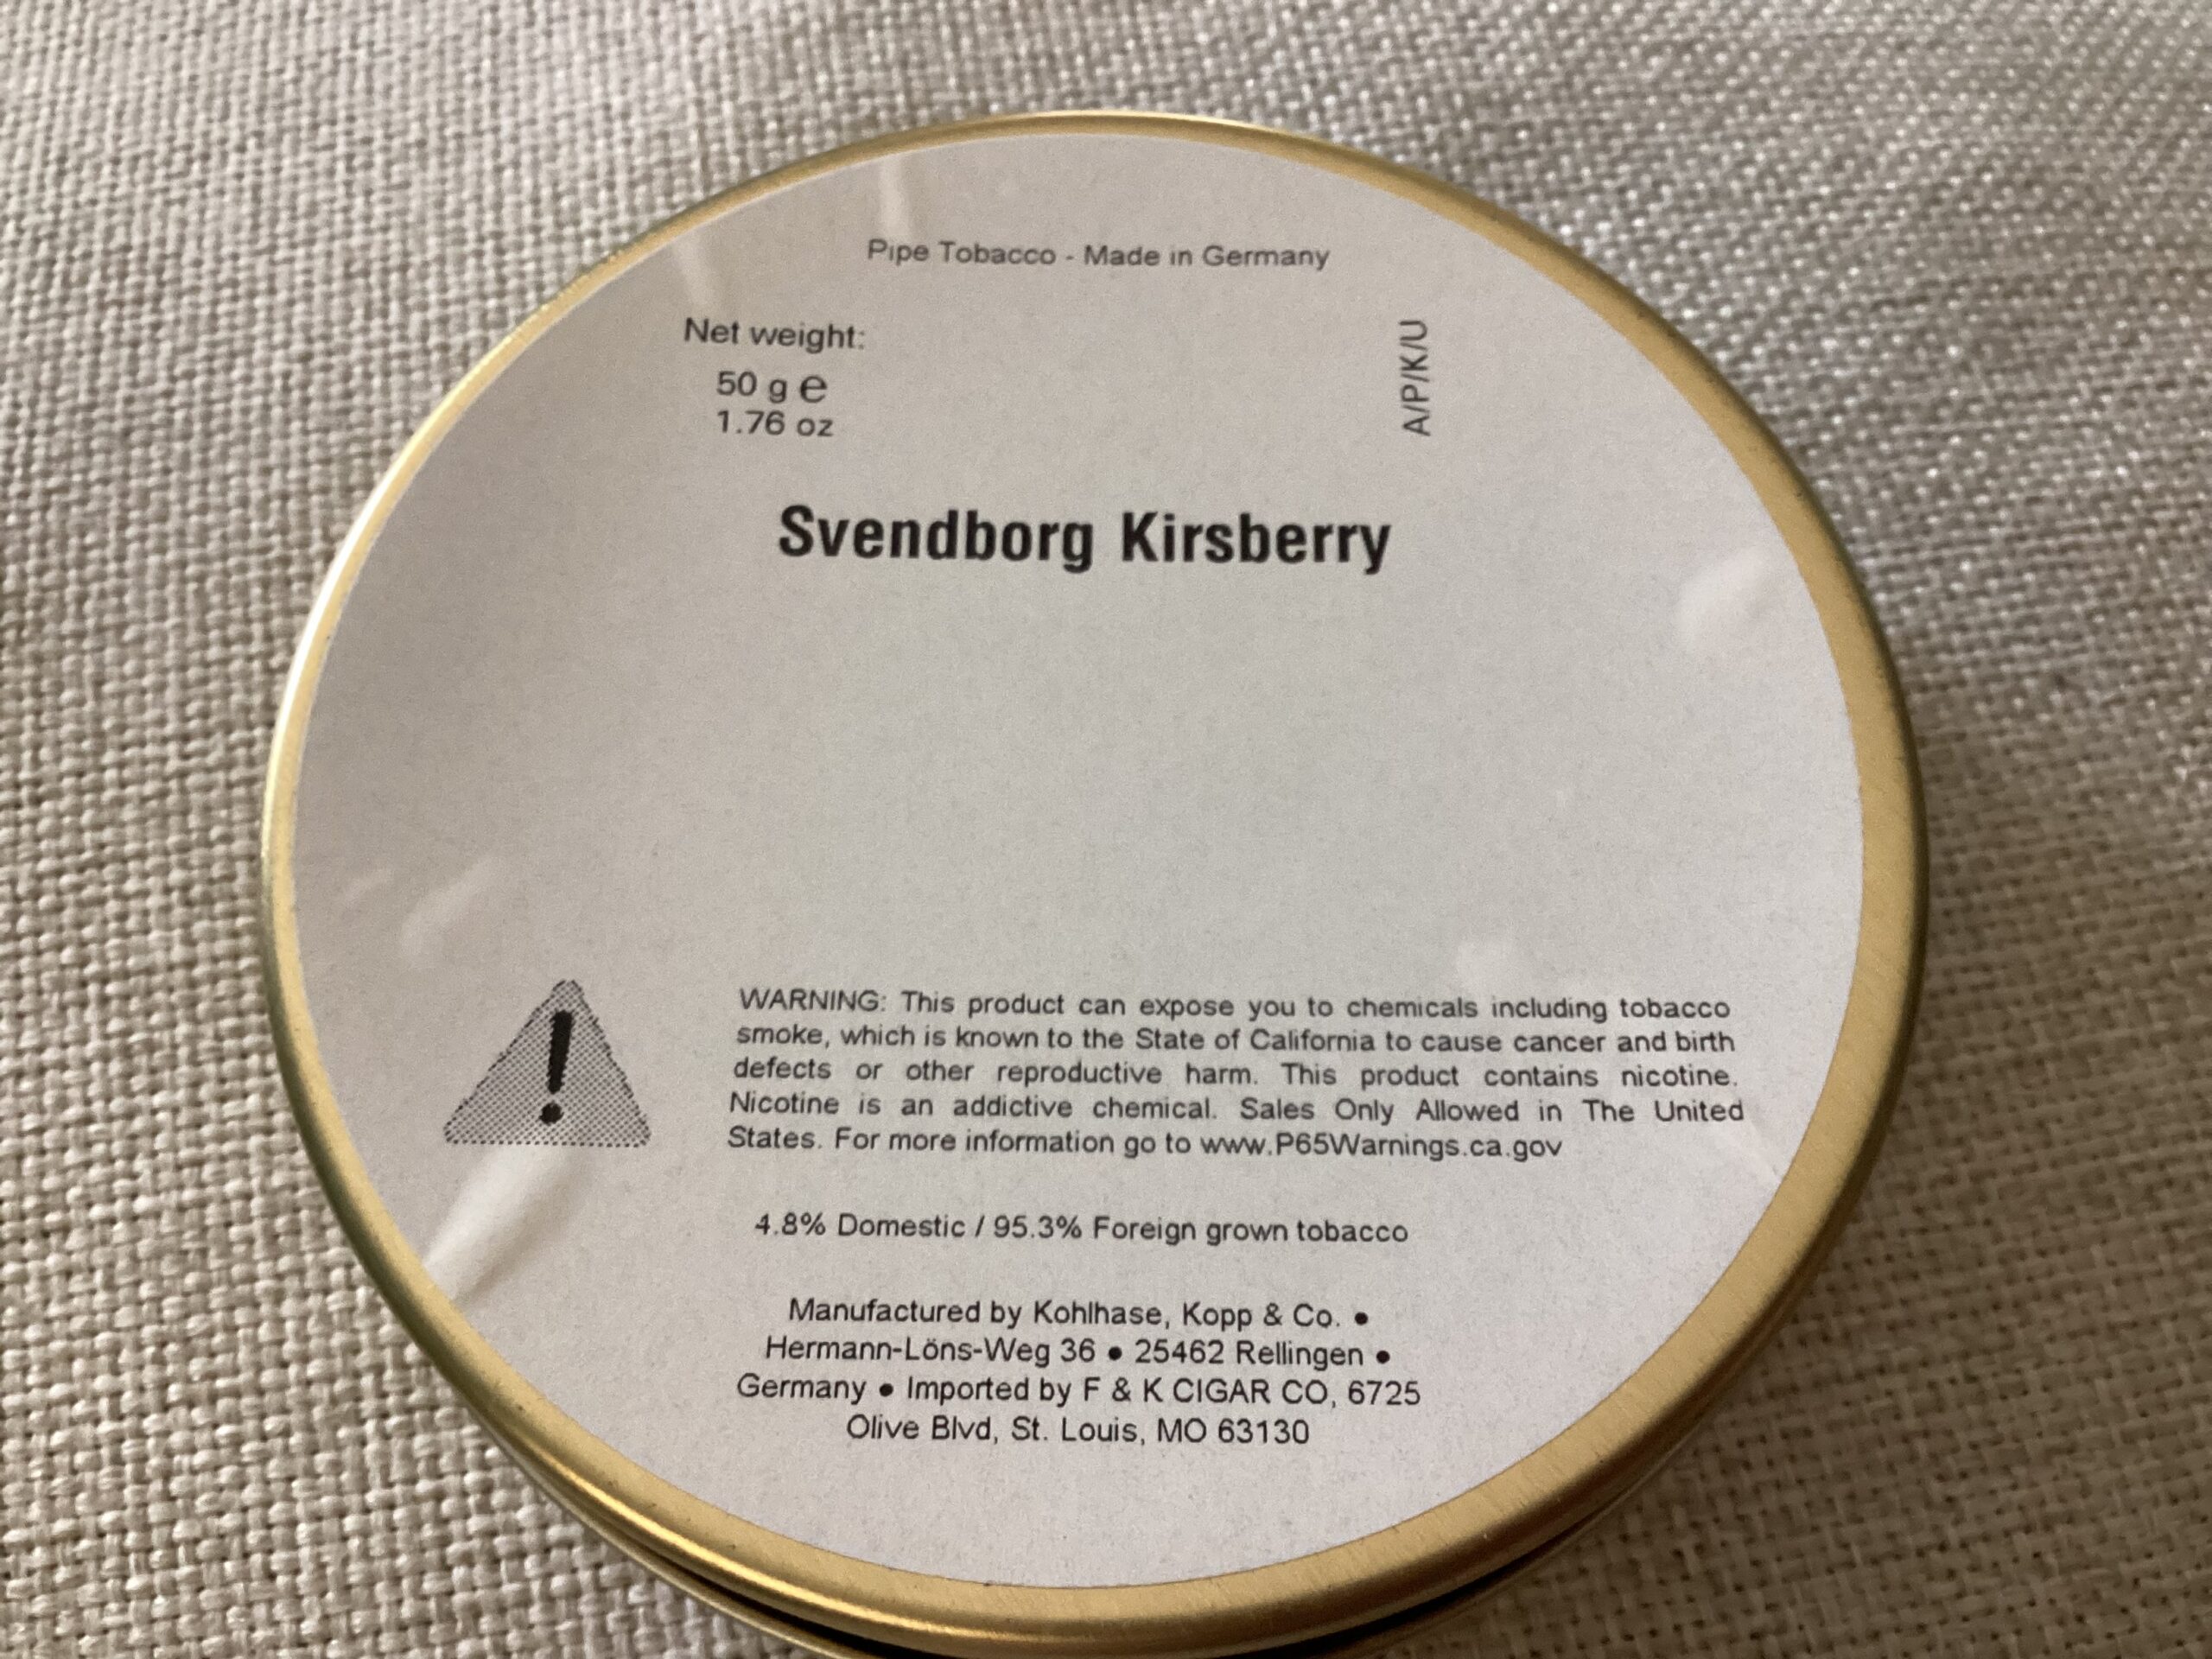 Pipe Tobacco - Made in Germany
Net weight:
50 g e
1.76 oz
A/P/K/U
Svendborg Kirsberry
WARNING: This product can expose you to chemicals including tobacco
smoke, which is known to the State of California to cause cancer and birth
defects or other reproductive harm. This product contains nicotine.
Nicotine is an addictive chemical. Sales Only Allowed in The United
States. For more information go to www.P65Warnings.ca.gov
4.8% Domestic / 95.3% Foreign grown tobacco
Manufactured by Kohlhase, Kopp & Co. •
Hermann-Löns-Weg 36 • 25462 Rellingen •
Germany • Imported by F & K CIGAR CO, 6725
Olive Blvd, St. Louis, MO 63130